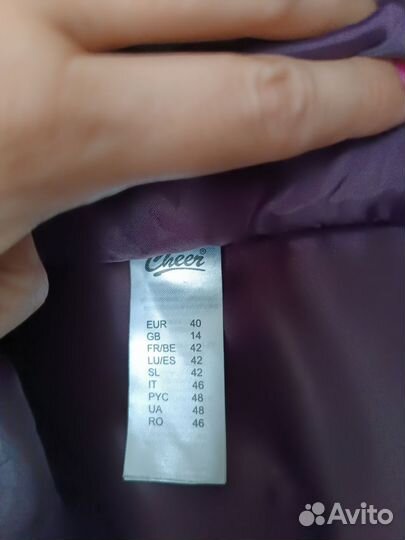 Cheer®
EUR 40
GB 14
FR/BE 42
LU/ES 42
SL 42
IT 46
РУС 48
UA 48
RO 46
Avito